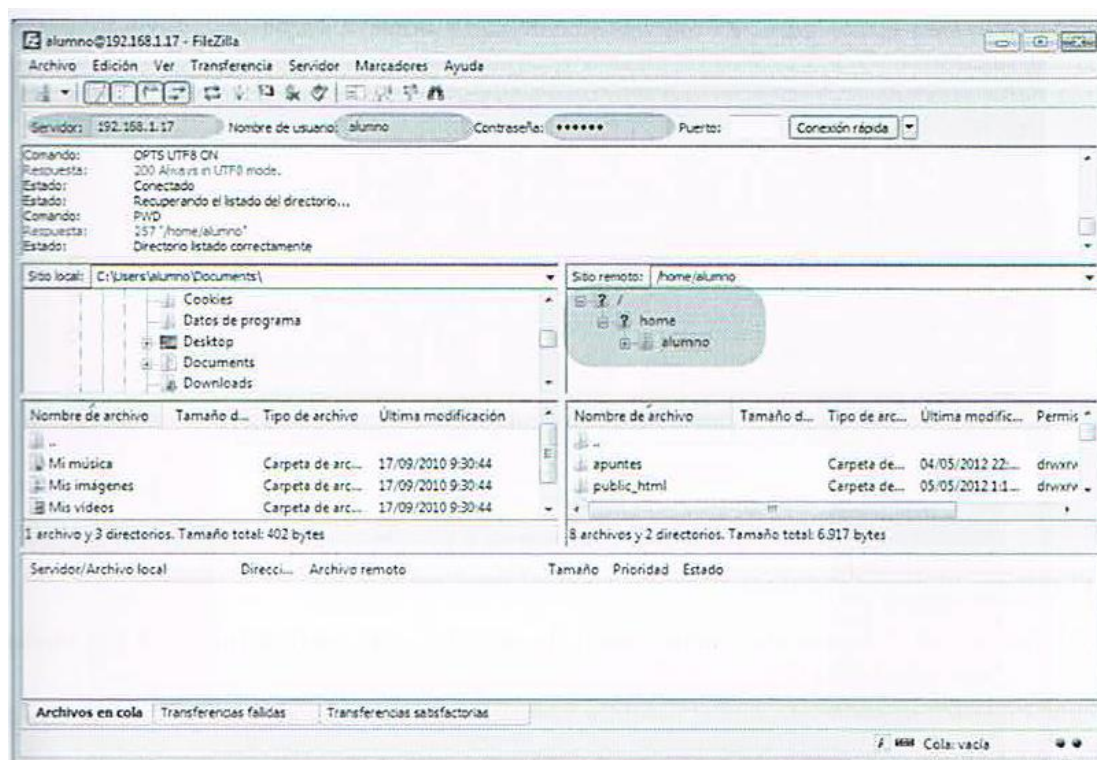 alumno@192.168.1.17 - FileZilla
Archivo Edición Ver Transferencia Servidor Marcadores Ayuda
Servidor: 192.168.1.17 Nombre de usuario: alumno Contraseña: •••••• Puerto: Conexión rápida
Comando: OPTS UTF8 ON
Respuesta: 200 Always in UTF8 mode.
Estado: Conectado
Estado: Recuperando el listado del directorio...
Comando: PWD
Respuesta: 257 "/home/alumno"
Estado: Directorio listado correctamente
Sitio local: C:\Users\alumno\Documents\
Cookies
Datos de programa
Desktop
Documents
Downloads
Sitio remoto: /home/alumno
? /
? home
alumno
Nombre de archivo Tamaño d... Tipo de archivo Última modificación
..
Mi música Carpeta de arc... 17/09/2010 9:30:44
Mis imágenes Carpeta de arc... 17/09/2010 9:30:44
Mis vídeos Carpeta de arc... 17/09/2010 9:30:44
1 archivo y 3 directorios. Tamaño total: 402 bytes
Nombre de archivo Tamaño d... Tipo de arc... Última modific... Permis
..
apuntes Carpeta de... 04/05/2012 22:... drwxrw
public_html Carpeta de... 05/05/2012 1:1... drwxrw
8 archivos y 2 directorios. Tamaño total: 6.917 bytes
Servidor/Archivo local Direcci... Archivo remoto Tamaño Prioridad Estado
Archivos en cola Transferencias fallidas Transferencias satisfactorias
Cola: vacía